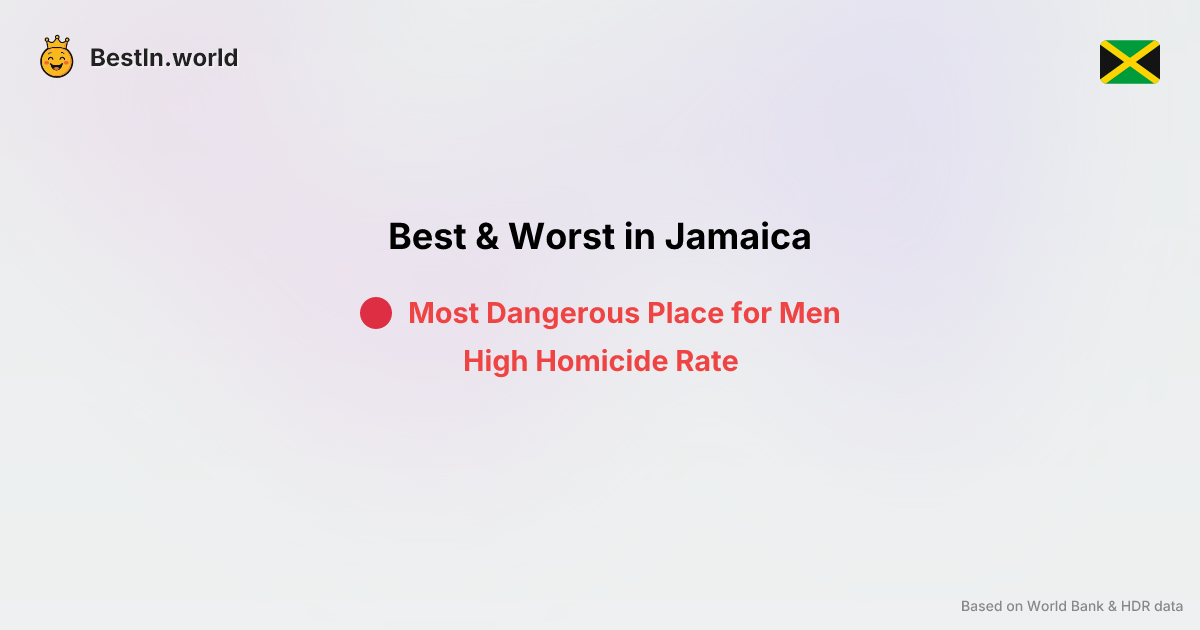 BestIn.world
Best & Worst in Jamaica
Most Dangerous Place for Men
High Homicide Rate
Based on World Bank & HDR data